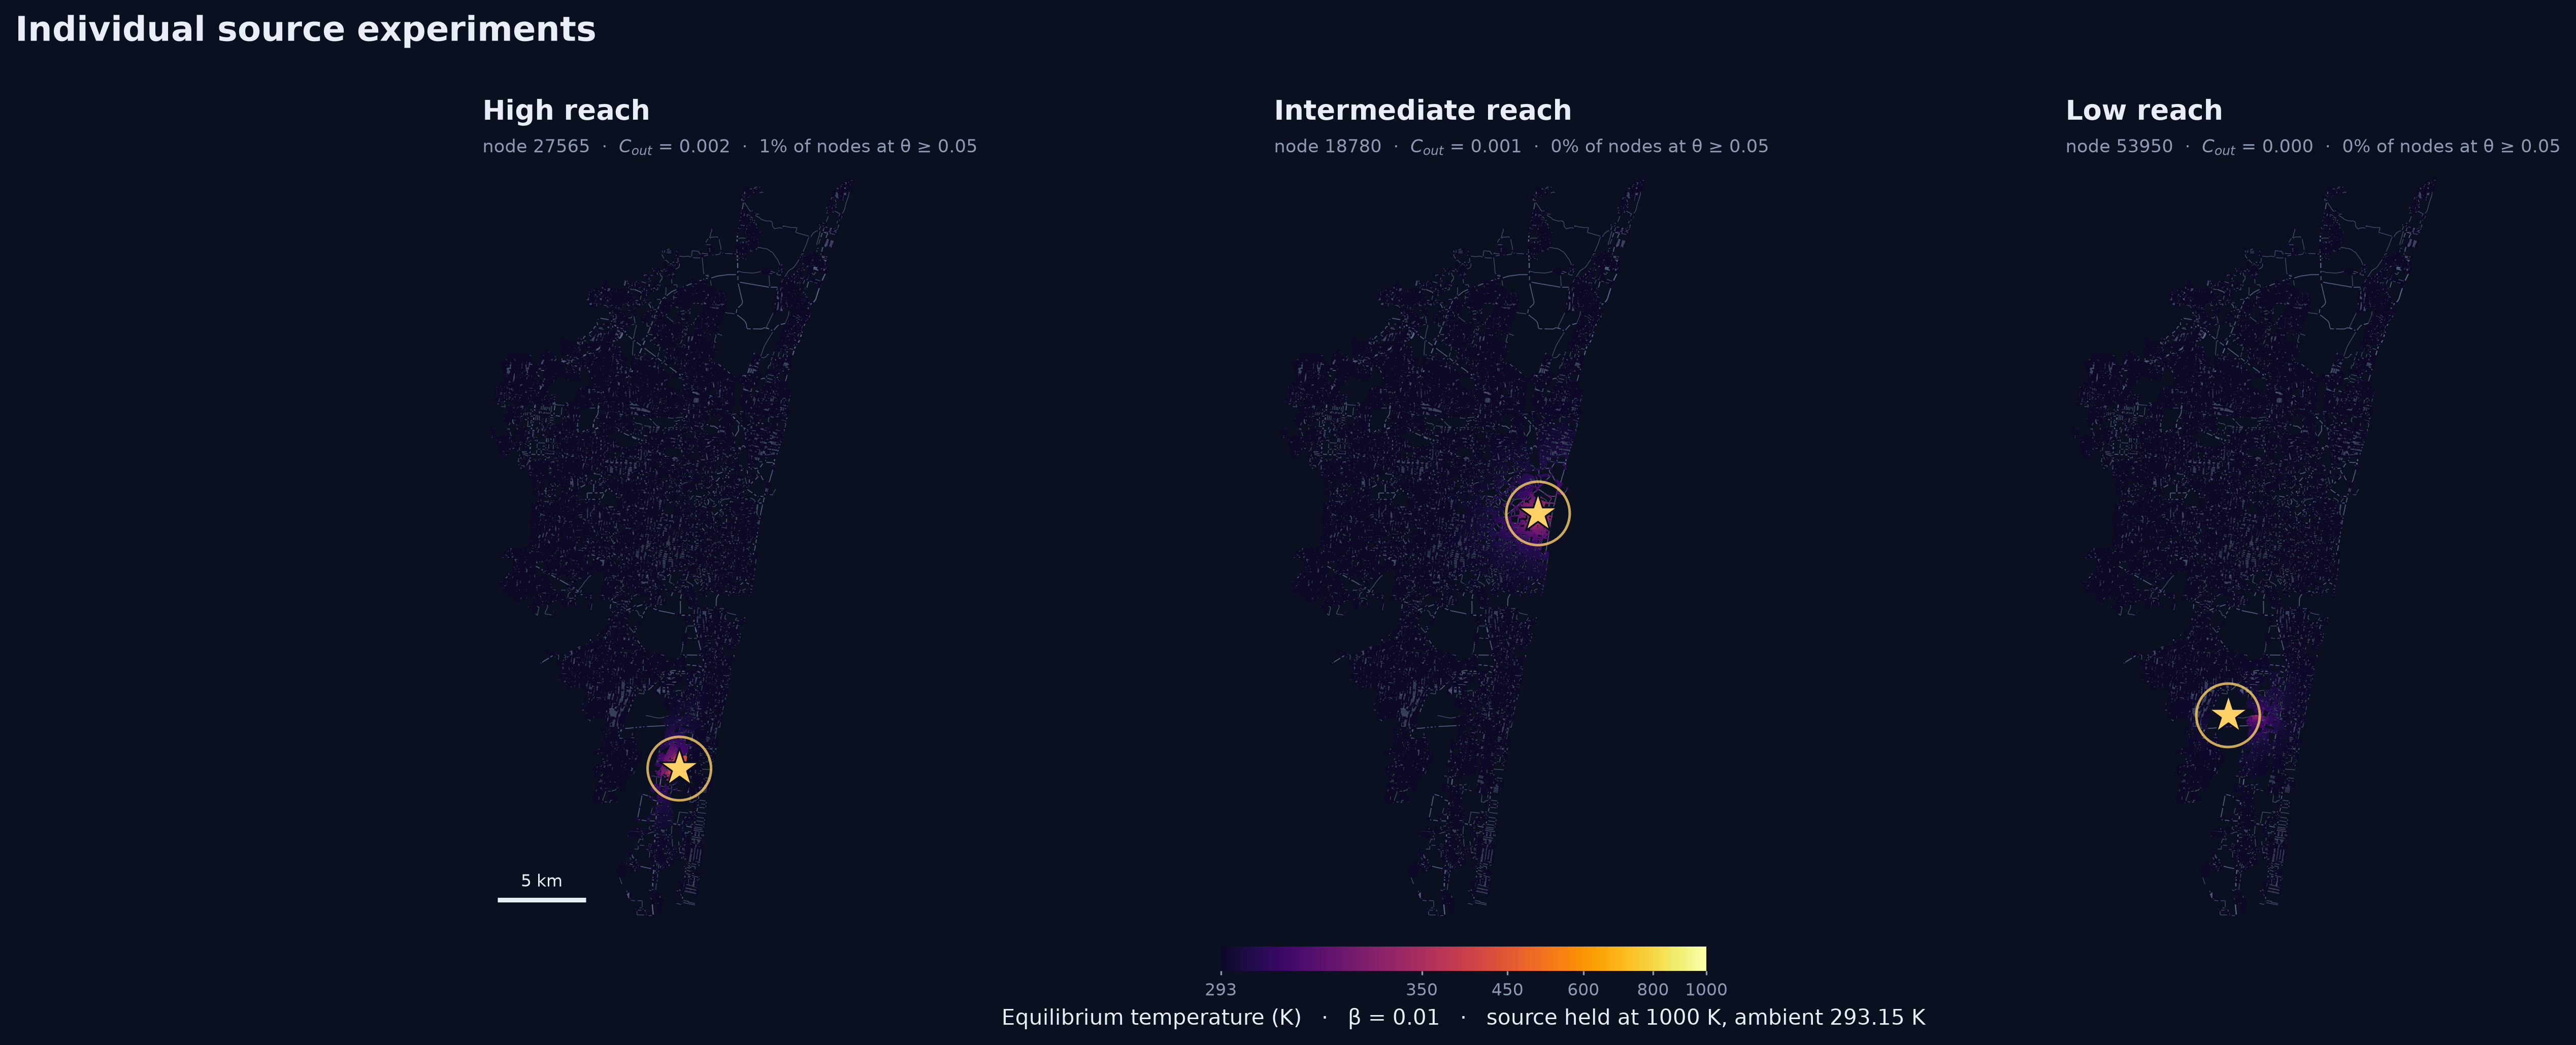 Individual source experiments
High reach
node 27565 · Cout = 0.002 · 1% of nodes at θ ≥ 0.05
Intermediate reach
node 18780 · Cout = 0.001 · 0% of nodes at θ ≥ 0.05
Low reach
node 53950 · Cout = 0.000 · 0% of nodes at θ ≥ 0.05
5 km
293 350 450 600 800 1000
Equilibrium temperature (K) · β = 0.01 · source held at 1000 K, ambient 293.15 K